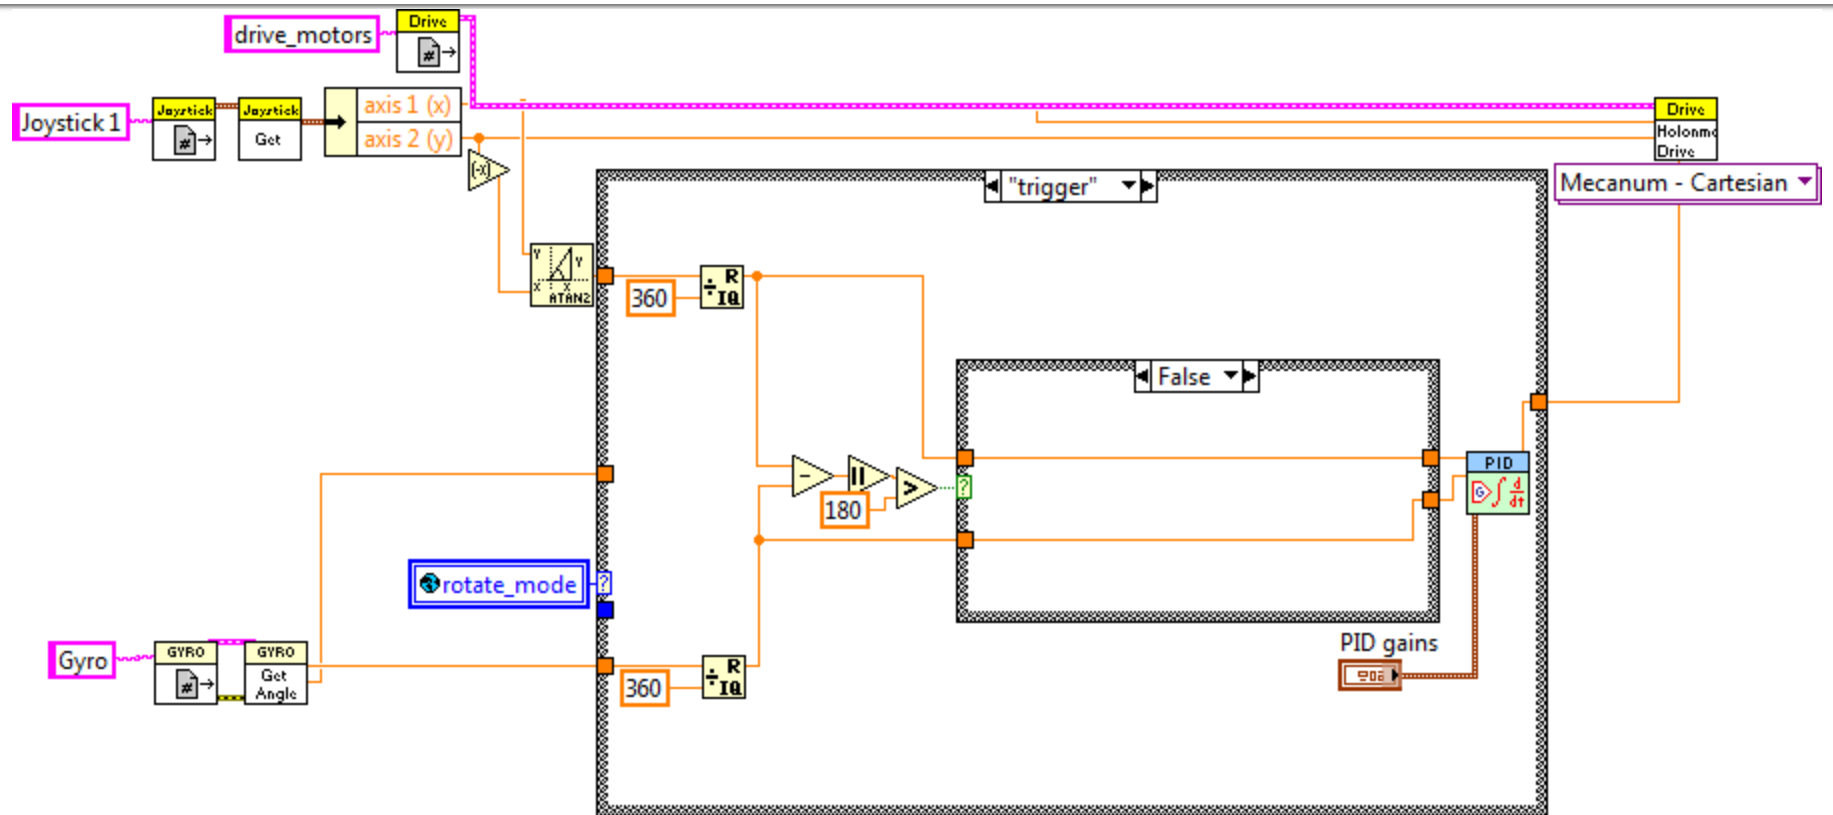 Drive
drive_motors
#
Joystick 1
Joystick
#
Joystick
Get
axis 1 (x)
axis 2 (y)
Drive
Holonmo
Drive
Mecanum - Cartesian
(-x)
"trigger"
Y
Y
X X
ATAN2
360
÷ R
IQ
False
-
||
>
180
?
PID
G ∫ d
dt
rotate_mode
?
PID gains
Gyro
GYRO
#
GYRO
Get
Angle
360
÷ R
IQ